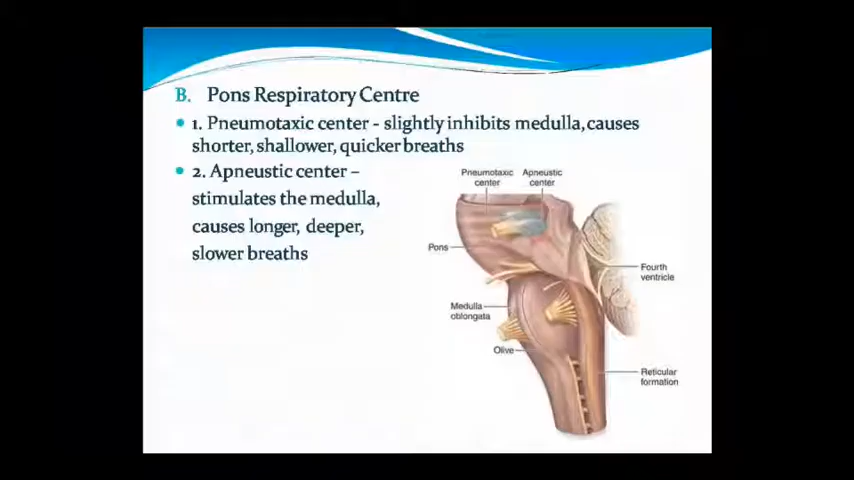 B. Pons Respiratory Centre
1. Pneumotaxic center - slightly inhibits medulla, causes
shorter, shallower, quicker breaths
2. Apneustic center –
stimulates the medulla,
causes longer, deeper,
slower breaths
Pneumotaxic center
Apneustic center
Pons
Fourth ventricle
Medulla oblongata
Olive
Reticular formation